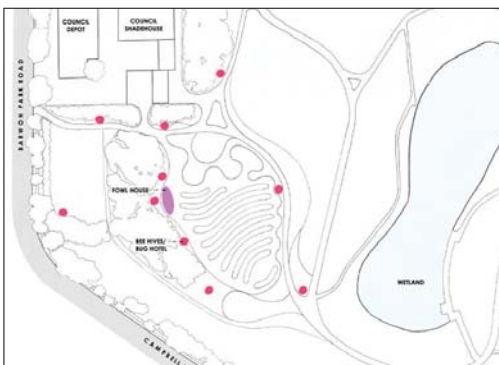 COUNCIL
DEPOT
COUNCIL
SHADEHOUSE
BARWON PARK ROAD
FOWL HOUSE
BEE HIVES/
BUG HOTEL
WETLAND
CAMPBELL